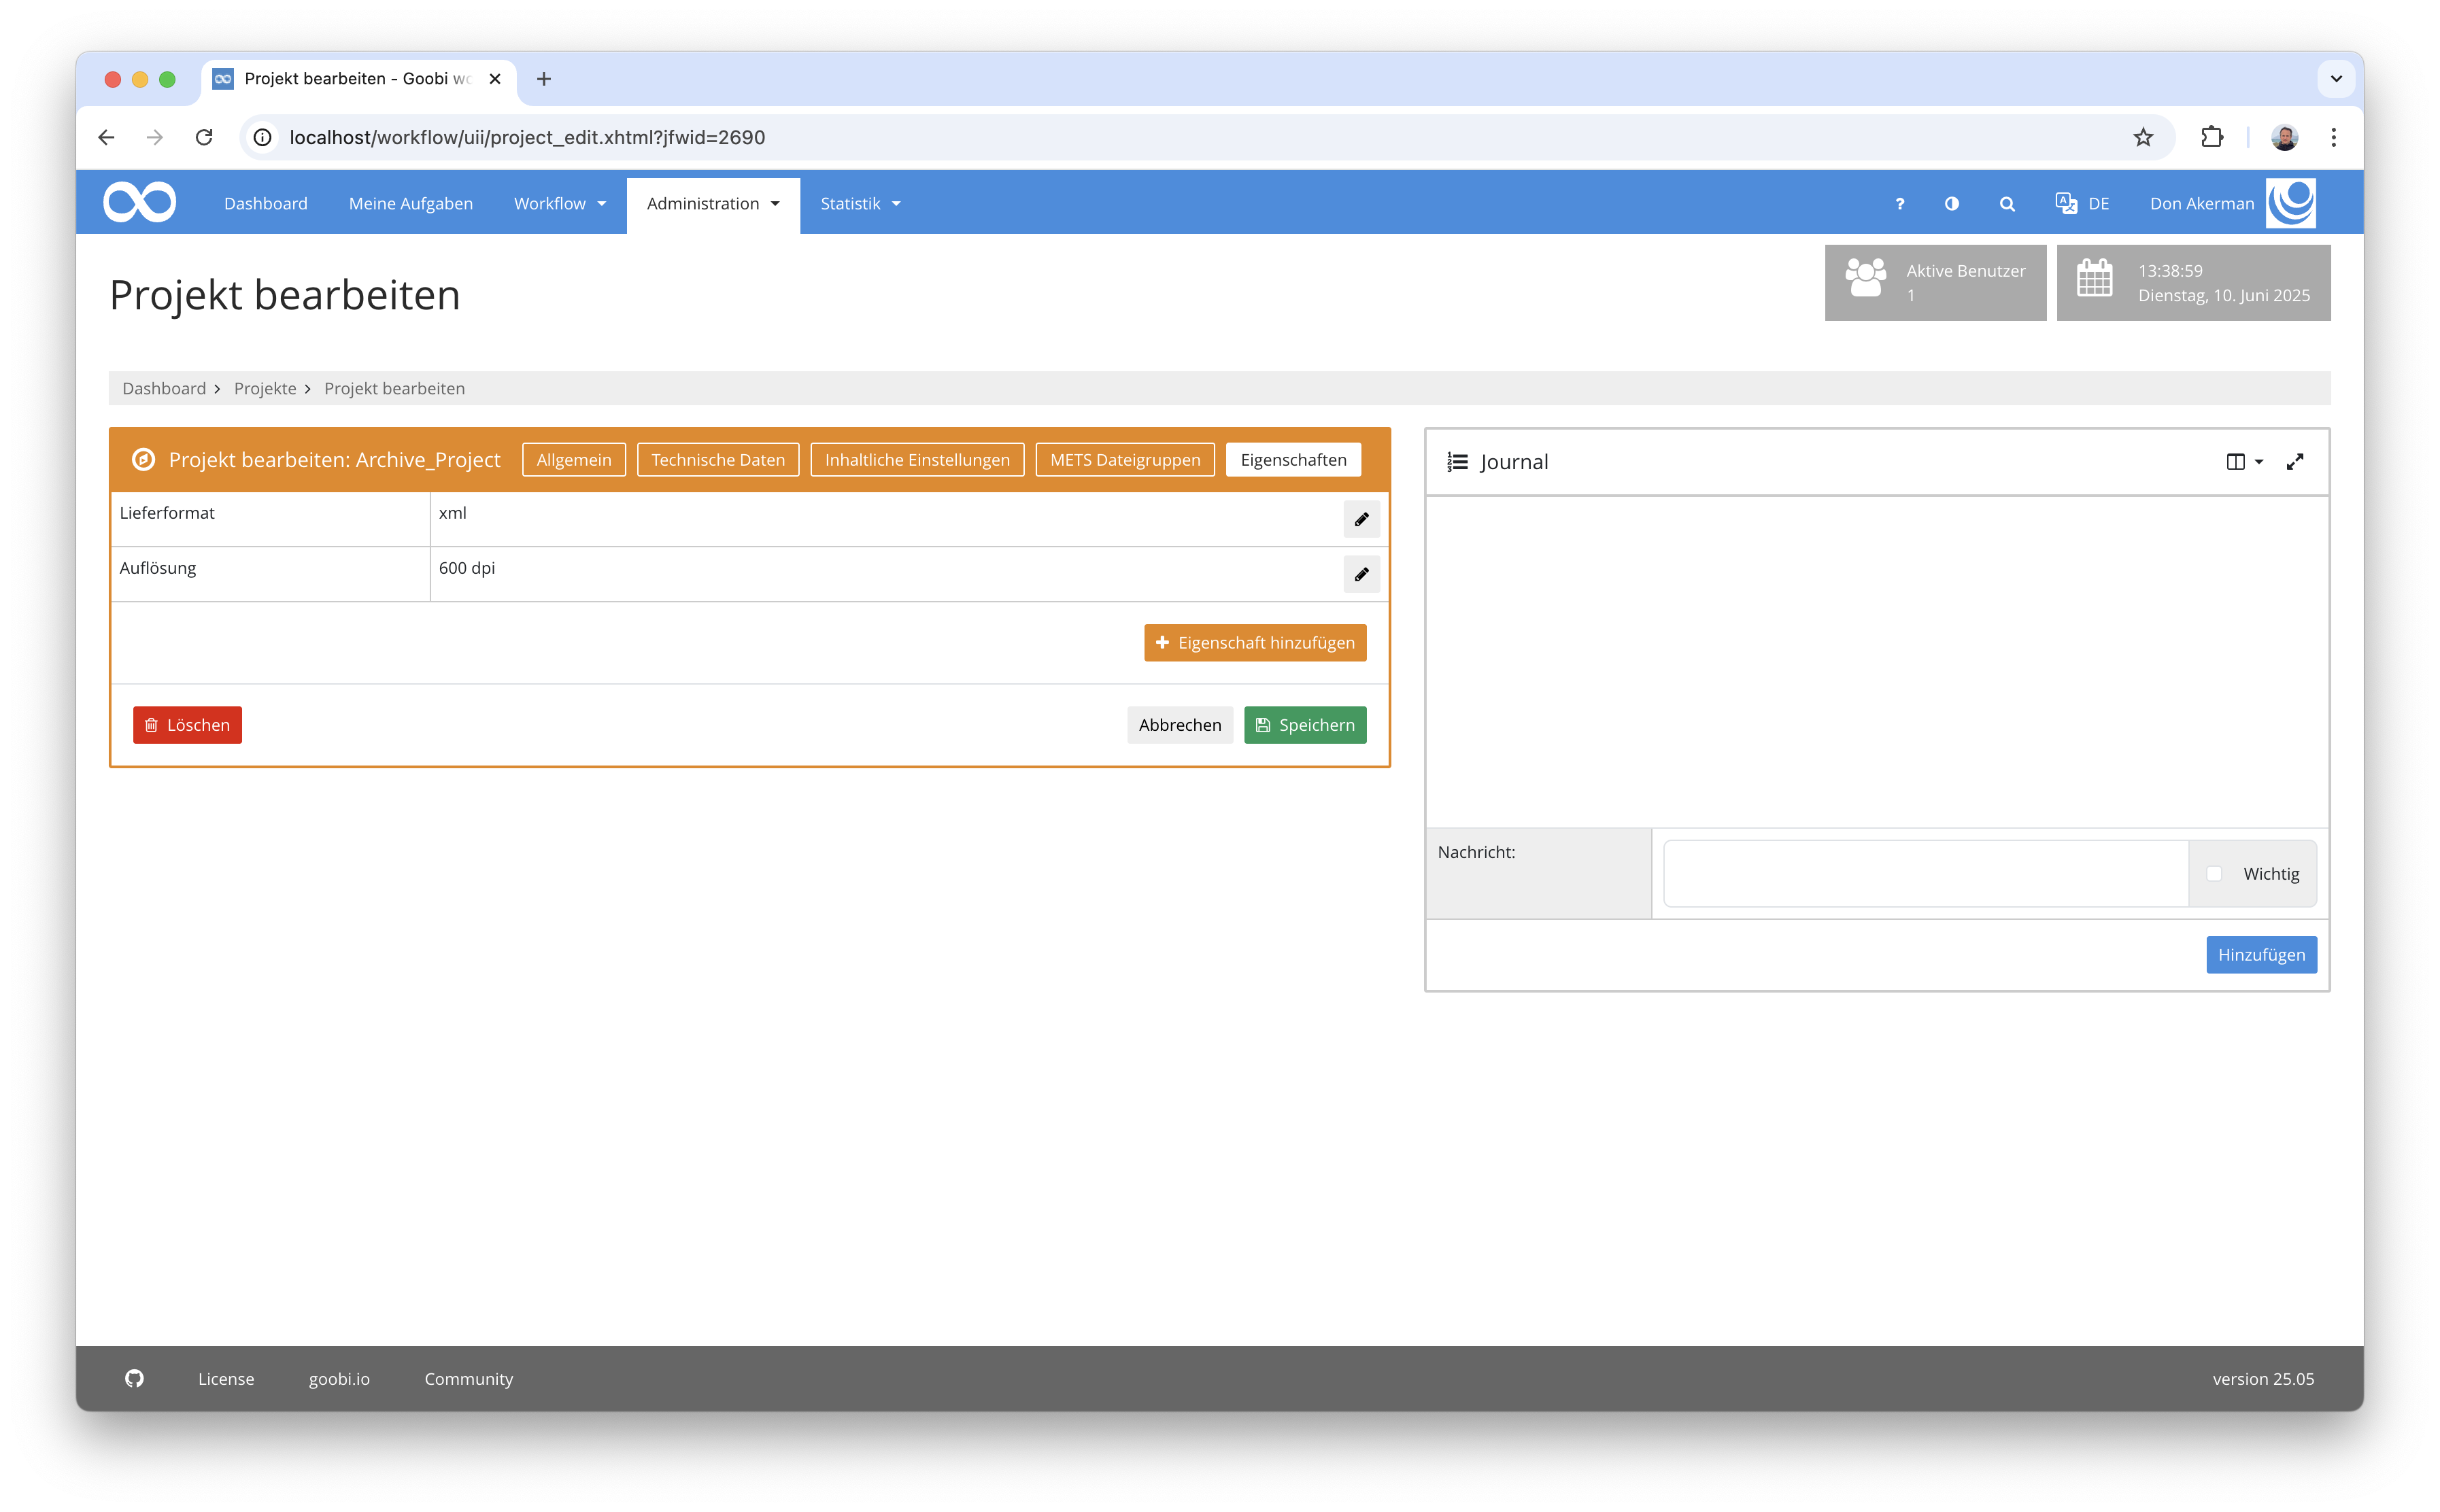 Projekt bearbeiten - Goobi wo
localhost/workflow/uii/project_edit.xhtml?jfwid=2690
Dashboard Meine Aufgaben Workflow Administration Statistik ? DE Don Akerman
Projekt bearbeiten
Aktive Benutzer
1
13:38:59
Dienstag, 10. Juni 2025
Dashboard > Projekte > Projekt bearbeiten
Projekt bearbeiten: Archive_Project Allgemein Technische Daten Inhaltliche Einstellungen METS Dateigruppen Eigenschaften
Lieferformat xml
Auflösung 600 dpi
+ Eigenschaft hinzufügen
Löschen Abbrechen Speichern
Journal
Nachricht: Wichtig
Hinzufügen
License goobi.io Community version 25.05